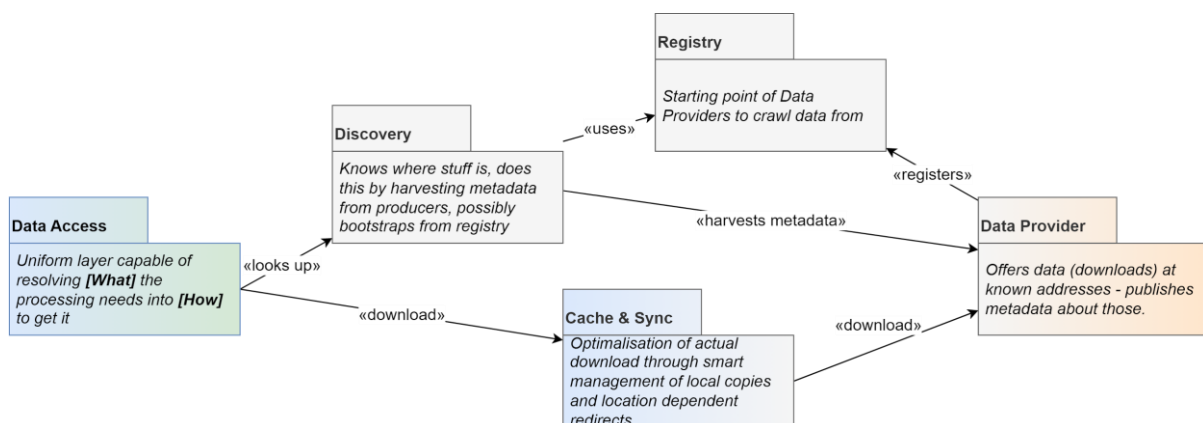 Registry
Starting point of Data
Providers to crawl data from
«uses»
Discovery
Knows where stuff is, does
this by harvesting metadata
from producers, possibly
bootstraps from registry
«registers»
«harvests metadata»
Data Access
Uniform layer capable of
resolving [What] the
processing needs into [How]
to get it
«looks up»
Data Provider
Offers data (downloads) at
known addresses - publishes
metadata about those.
«download»
Cache & Sync
Optimalisation of actual
download through smart
management of local copies
and location dependent
redirects
«download»